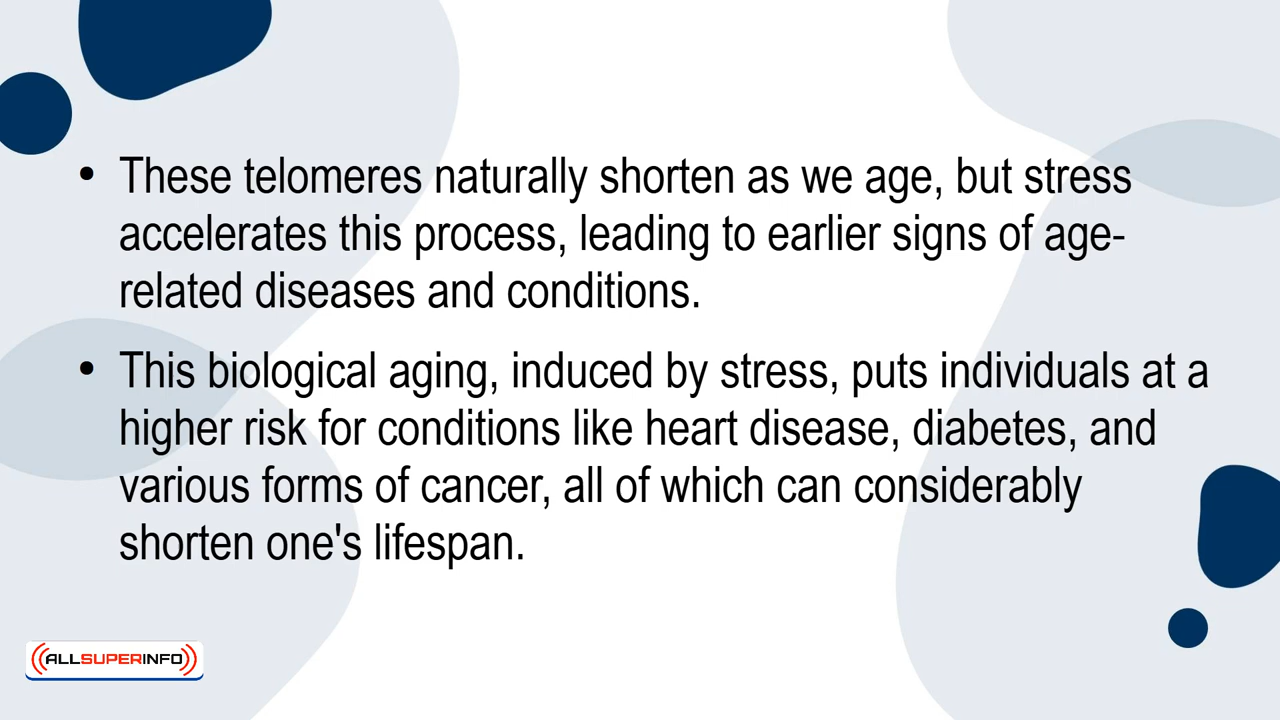 • These telomeres naturally shorten as we age, but stress
accelerates this process, leading to earlier signs of age-
related diseases and conditions.
• This biological aging, induced by stress, puts individuals at a
higher risk for conditions like heart disease, diabetes, and
various forms of cancer, all of which can considerably
shorten one's lifespan.
ALLSUPERINFO